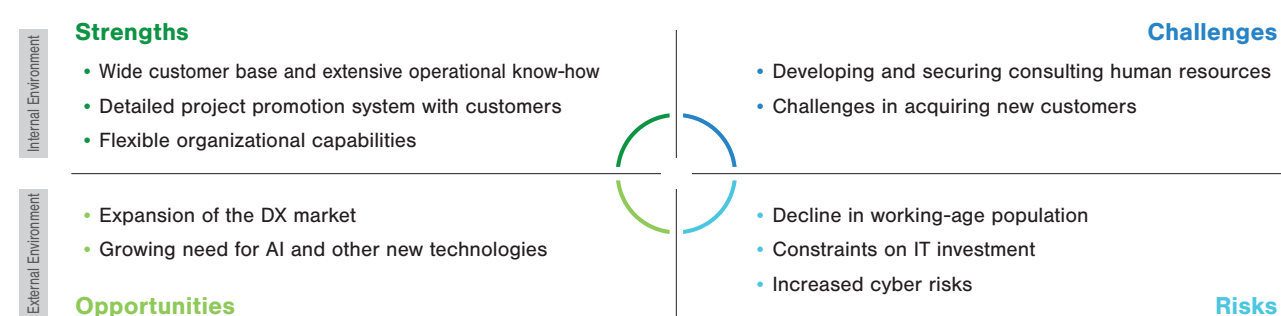 Internal Environment
Strengths
• Wide customer base and extensive operational know-how
• Detailed project promotion system with customers
• Flexible organizational capabilities
Challenges
• Developing and securing consulting human resources
• Challenges in acquiring new customers
External Environment
• Expansion of the DX market
• Growing need for AI and other new technologies
Opportunities
• Decline in working-age population
• Constraints on IT investment
• Increased cyber risks
Risks